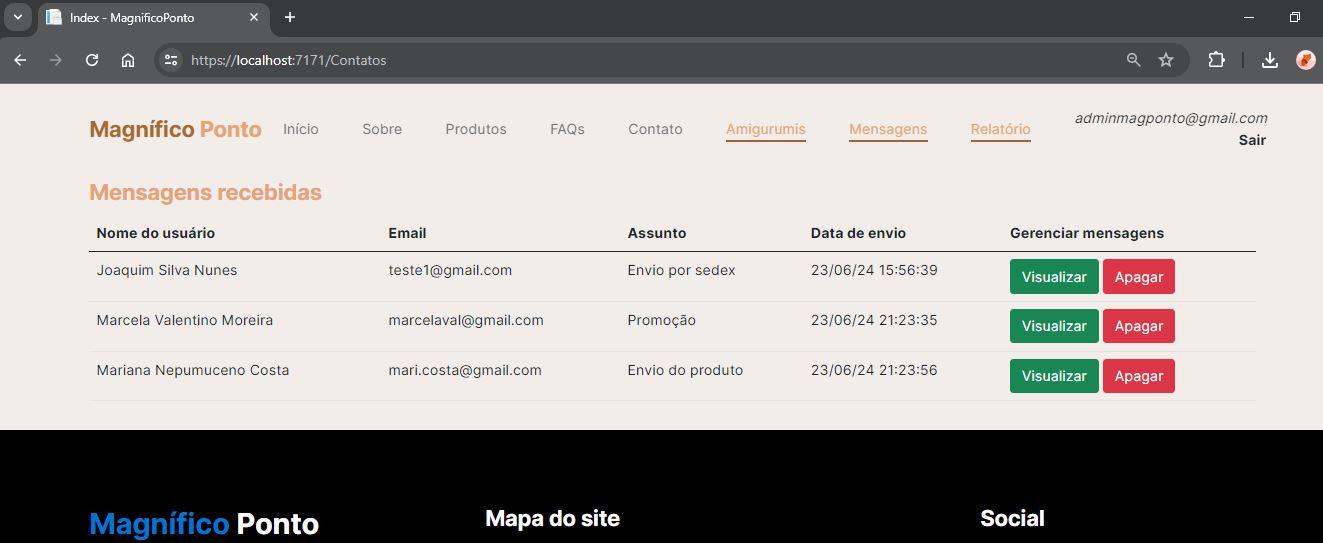 Index - MagnificoPonto
https://localhost:7171/Contatos
Magnífico Ponto Início Sobre Produtos FAQs Contato Amigurumis Mensagens Relatório adminmagponto@gmail.com
Sair
Mensagens recebidas
Nome do usuário Email Assunto Data de envio Gerenciar mensagens
Joaquim Silva Nunes teste1@gmail.com Envio por sedex 23/06/24 15:56:39 Visualizar Apagar
Marcela Valentino Moreira marcelaval@gmail.com Promoção 23/06/24 21:23:35 Visualizar Apagar
Mariana Nepumuceno Costa mari.costa@gmail.com Envio do produto 23/06/24 21:23:56 Visualizar Apagar
Magnífico Ponto Mapa do site Social